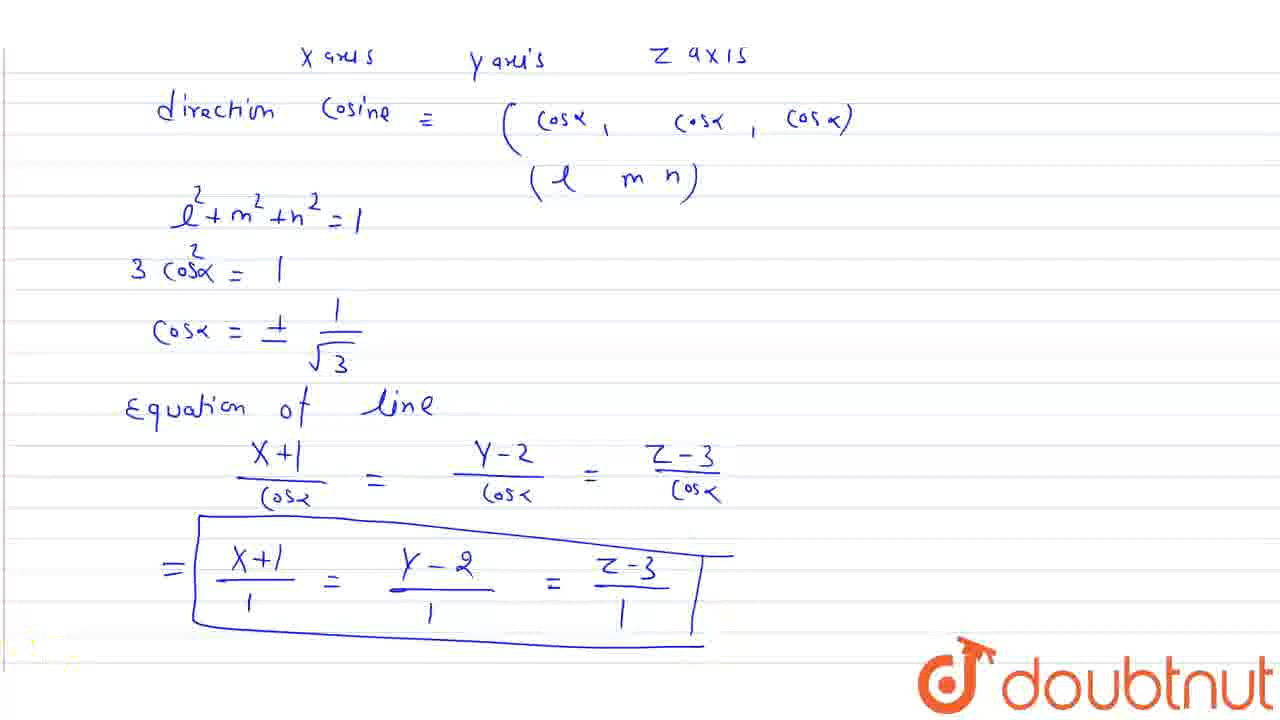 X axis Y axis Z axis
direction cosine ≡ (cosα, cosα, cosα)
(l m n)
l²+m²+n²=1
3 cos²α = 1
cosα = ± 1/√3
Equation of line
X+1/cosα = Y-2/cosα = Z-3/cosα
= X+1/1 = Y-2/1 = Z-3/1
doubtnut